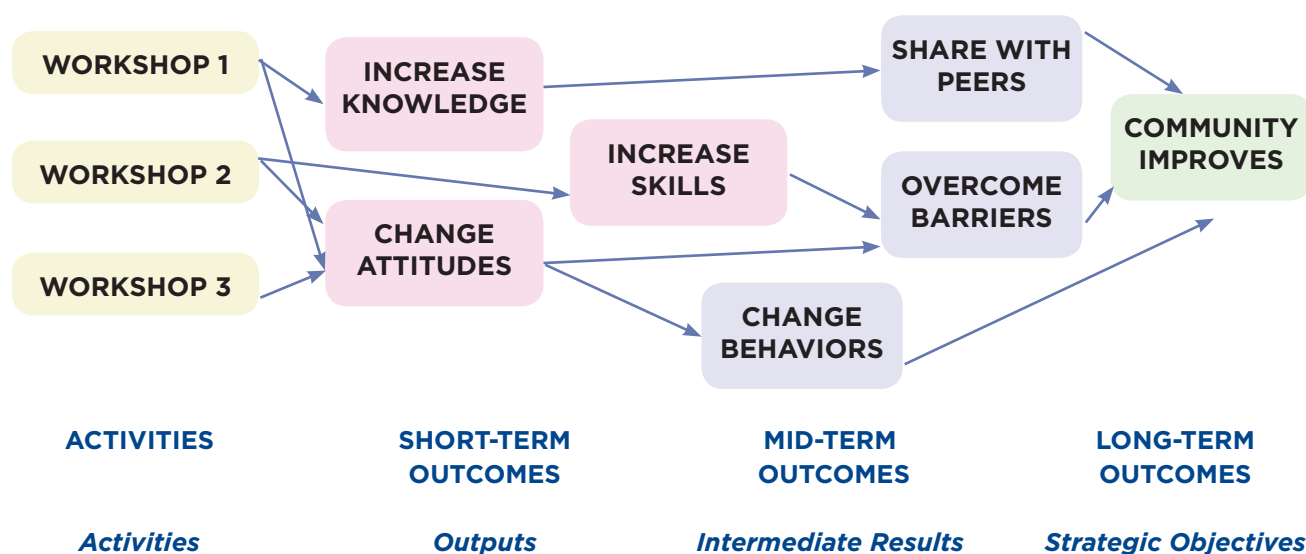 WORKSHOP 1
WORKSHOP 2
WORKSHOP 3
INCREASE
KNOWLEDGE
CHANGE
ATTITUDES
INCREASE
SKILLS
SHARE WITH
PEERS
OVERCOME
BARRIERS
CHANGE
BEHAVIORS
COMMUNITY
IMPROVES
ACTIVITIES
SHORT-TERM
OUTCOMES
MID-TERM
OUTCOMES
LONG-TERM
OUTCOMES
Activities
Outputs
Intermediate Results
Strategic Objectives